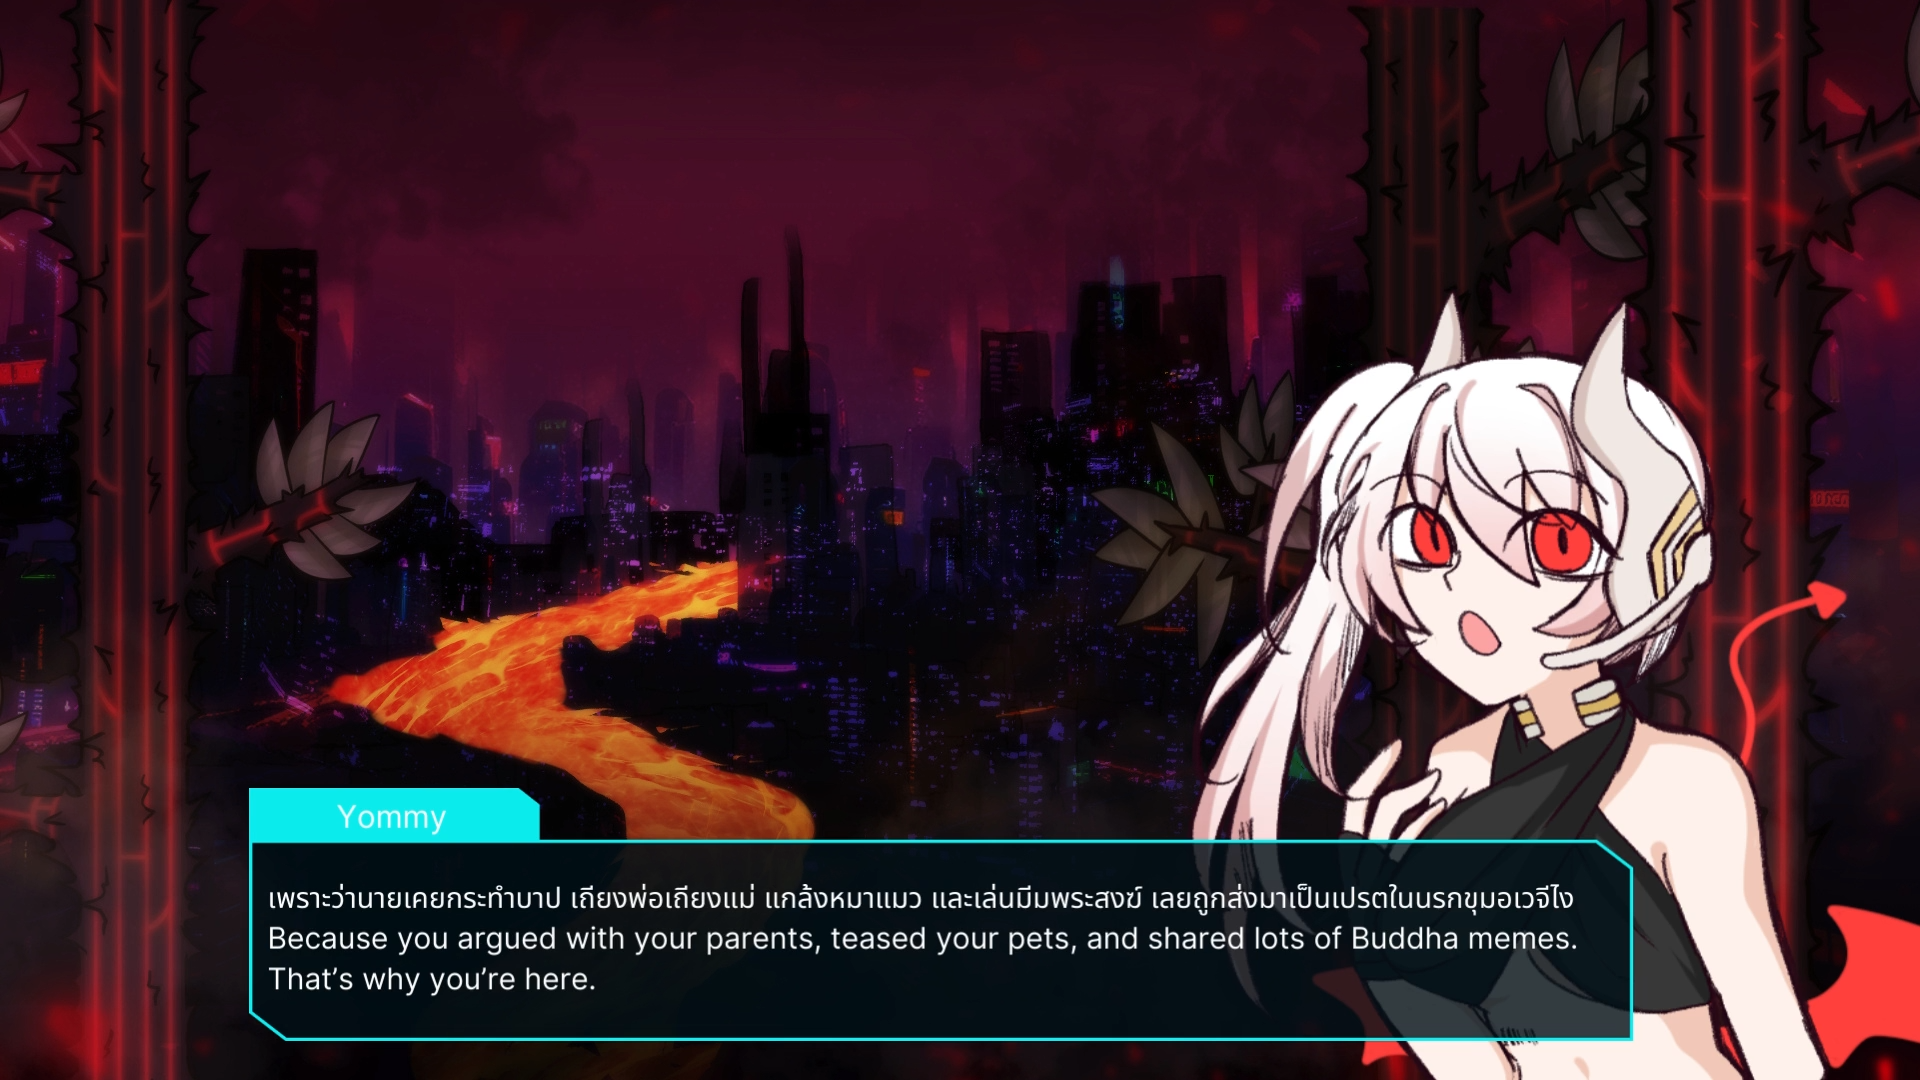 Yommy
เพราะว่านายเคยกระทำบาป เถียงพ่อเถียงแม่ แกล้งหมาแมว และเล่นมีมพระสงฆ์ เลยถูกส่งมาเป็นเปรตในนรกขุมอเวจีไง
Because you argued with your parents, teased your pets, and shared lots of Buddha memes.
That’s why you’re here.